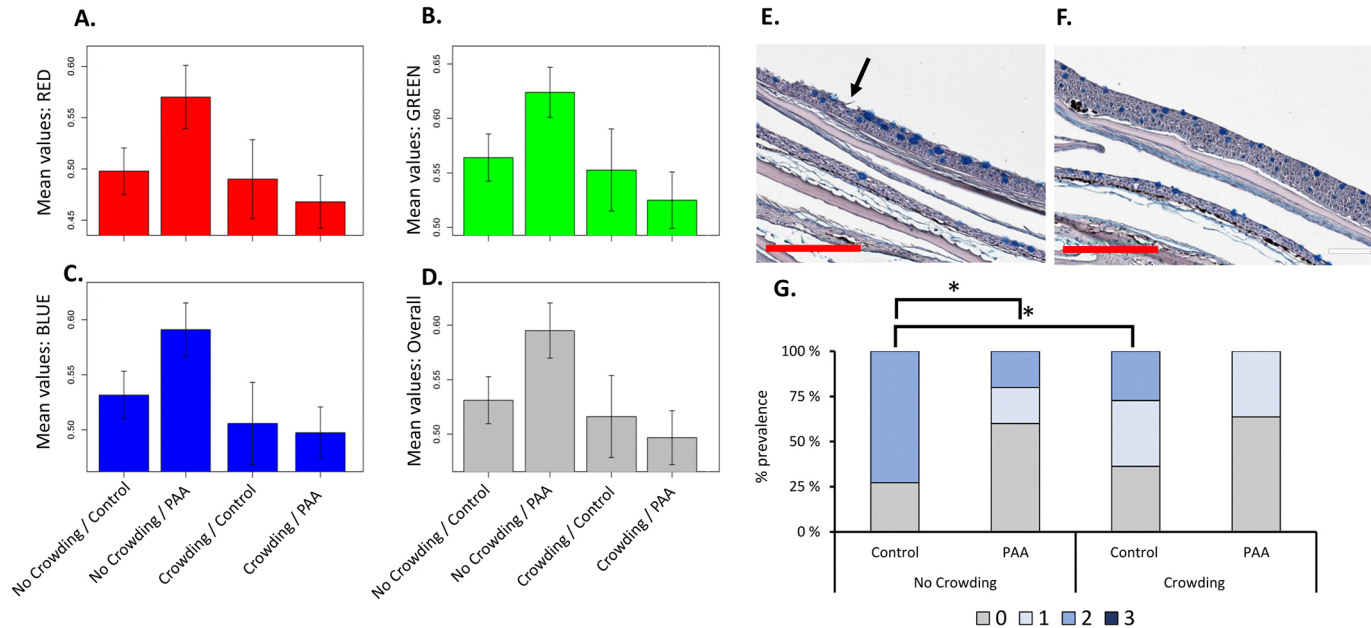 A.
Mean values: RED
0.60
0.55
0.50
0.45
B.
Mean values: GREEN
0.65
0.60
0.55
0.50
C.
Mean values: BLUE
0.60
0.55
0.50
No Crowding / Control
No Crowding / PAA
Crowding / Control
Crowding / PAA
D.
Mean values: Overall
0.60
0.55
0.50
No Crowding / Control
No Crowding / PAA
Crowding / Control
Crowding / PAA
E.
F.
G.
*
*
% prevalence
100 %
75 %
50 %
25 %
0 %
Control
PAA
Control
PAA
No Crowding
Crowding
0 1 2 3